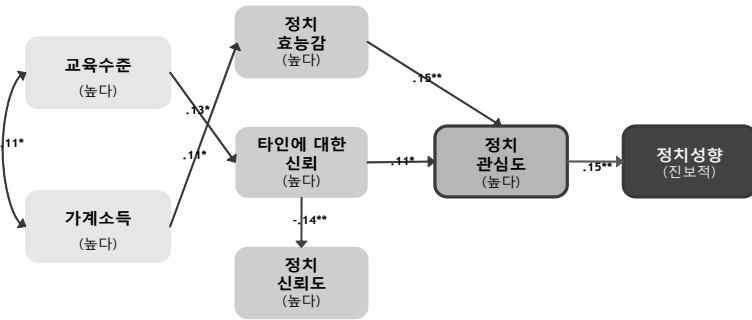 정치
효능감
(높다)
교육수준
(높다)
.15**
.13*
.11*
타인에 대한
신뢰
(높다)
.11*
.11*
정치
관심도
(높다)
.15**
정치성향
(진보적)
가계소득
(높다)
-.14**
정치
신뢰도
(높다)